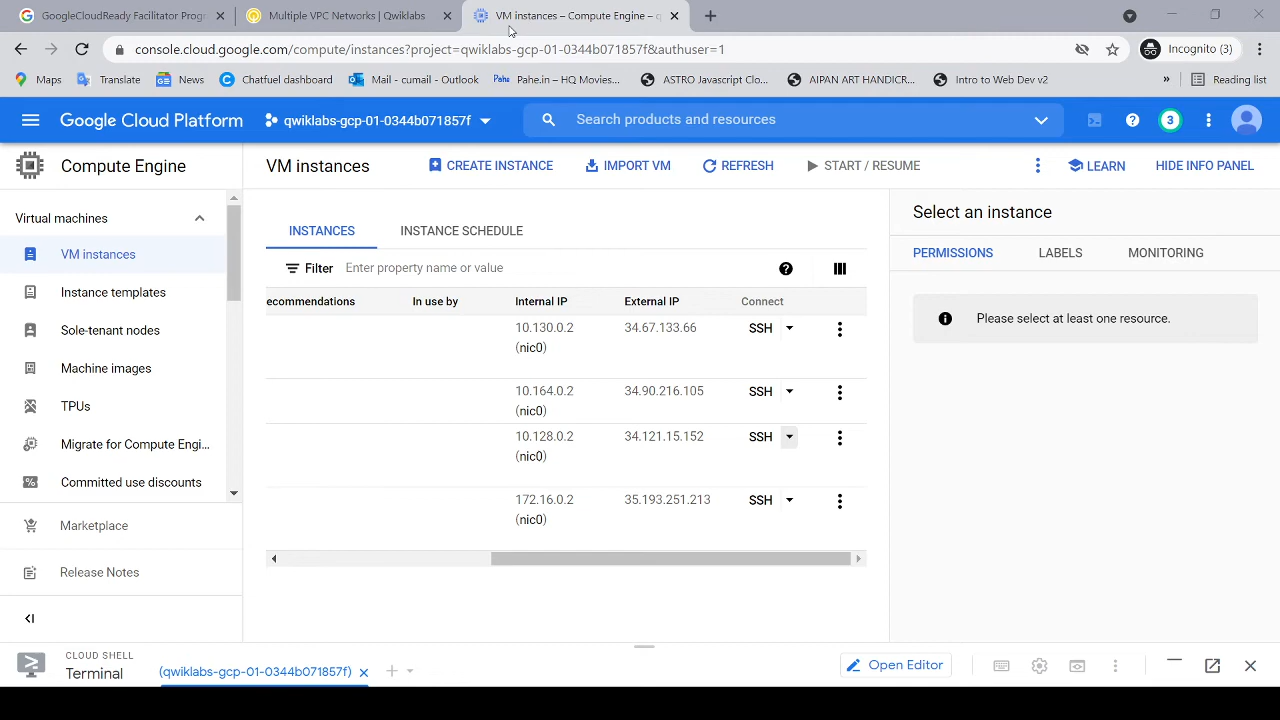 GoogleCloudReady Facilitator Prog
Multiple VPC Networks | Qwiklabs
VM instances – Compute Engine – q
console.cloud.google.com/compute/instances?project=qwiklabs-gcp-01-0344b071857f&authuser=1
Incognito (3)
Maps
Translate
News
Chatfuel dashboard
Mail - cumail - Outlook
Pahe.in – HQ Movies...
ASTRO Javascript Clo...
AIPAN ART HANDICR...
Intro to Web Dev v2
»
Reading list
Google Cloud Platform
qwiklabs-gcp-01-0344b071857f
Search products and resources
3
Compute Engine
VM instances
CREATE INSTANCE
IMPORT VM
REFRESH
START / RESUME
LEARN
HIDE INFO PANEL
Virtual machines
VM instances
Instance templates
Sole-tenant nodes
Machine images
TPUs
Migrate for Compute Engi...
Committed use discounts
Marketplace
Release Notes
INSTANCES
INSTANCE SCHEDULE
Filter
Enter property name or value
ecommendations
In use by
Internal IP
External IP
Connect
10.130.0.2
(nic0)
34.67.133.66
SSH
10.164.0.2
(nic0)
34.90.216.105
SSH
10.128.0.2
(nic0)
34.121.15.152
SSH
172.16.0.2
(nic0)
35.193.251.213
SSH
Select an instance
PERMISSIONS
LABELS
MONITORING
Please select at least one resource.
CLOUD SHELL
Terminal
(qwiklabs-gcp-01-0344b071857f)
Open Editor